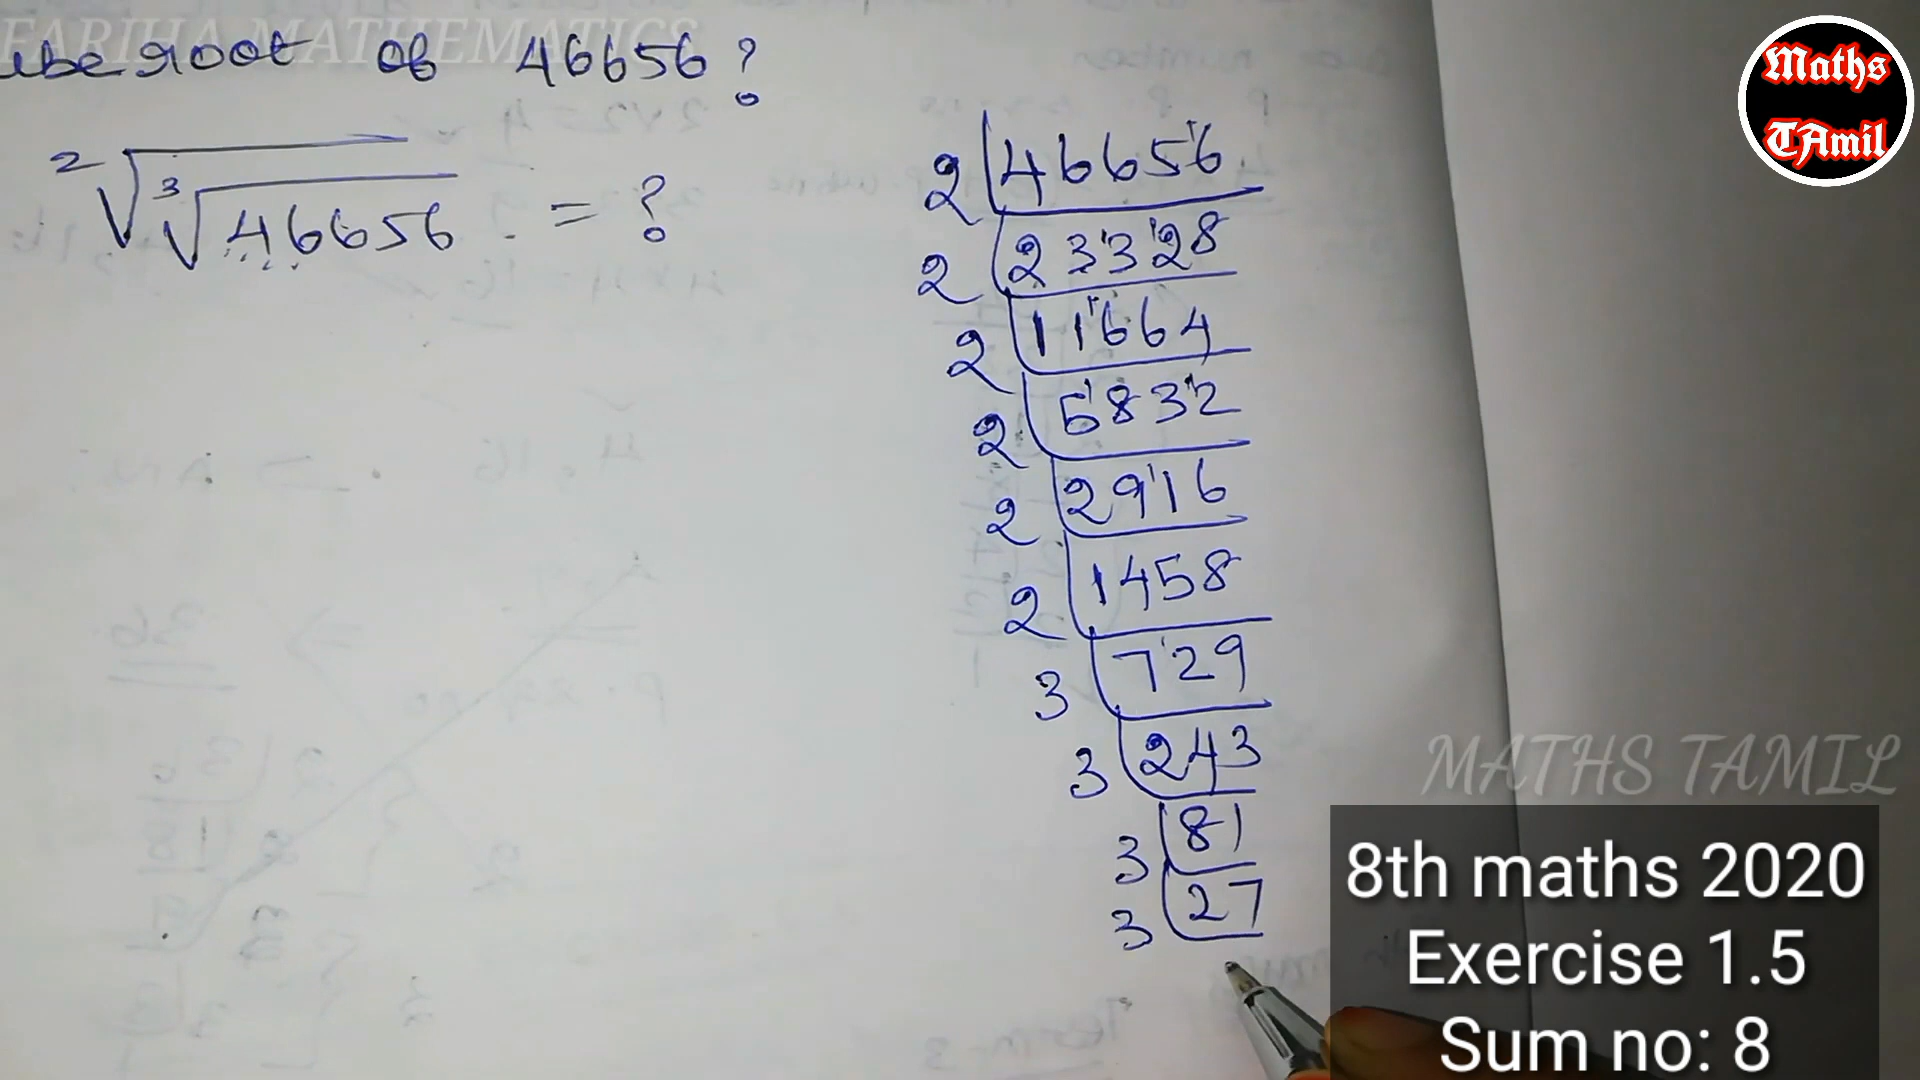 FARIHA MATHEMATICS
ube root of 46656 ?
2√3√46656 = ?
2 | 46656
2 | 23328
2 | 11664
2 | 5832
2 | 2916
2 | 1458
3 | 729
3 | 243
3 | 81
3 | 27
Maths
TAmil
MATHS TAMIL
8th maths 2020
Exercise 1.5
Sum no: 8